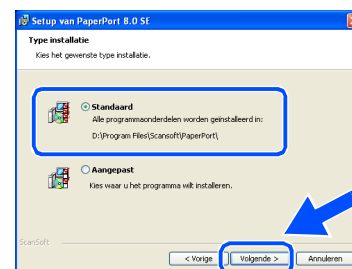 Setup van PaperPort 8.0 SE
Type installatie
Kies het gewenste type installatie.
Standaard
Alle programmaonderdelen worden geïnstalleerd in:
D:\Program Files\Scansoft\PaperPort\
Aangepast
Kies waar u het programma wilt installeren.
ScanSoft
< Vorige
Volgende >
Annuleren